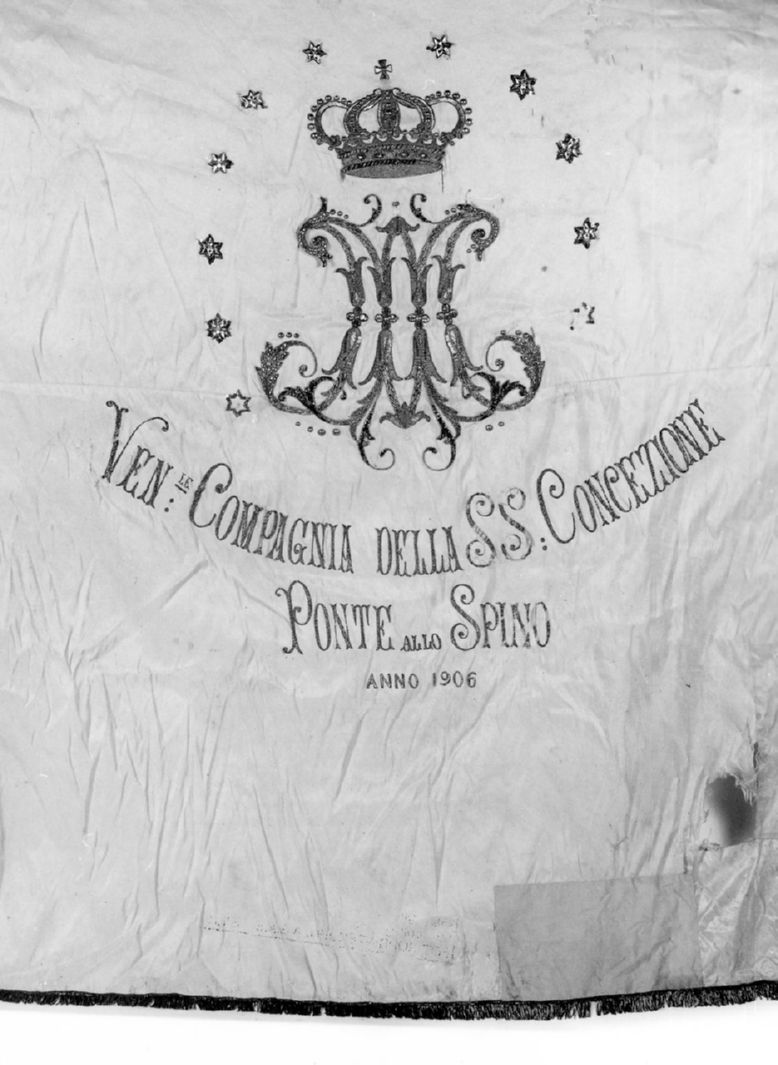 VEN:LE COMPAGNIA DELLA SS: CONCEZIONE
PONTE ALLO SPINO
ANNO 1906